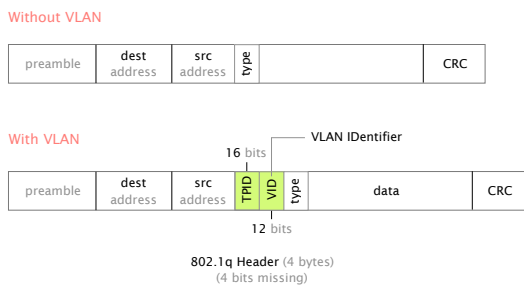 Without VLAN
preamble
dest
address
src
address
type
CRC
With VLAN
VLAN IDentifier
16 bits
preamble
dest
address
src
address
TPID
VID
type
data
CRC
12 bits
802.1q Header (4 bytes)
(4 bits missing)